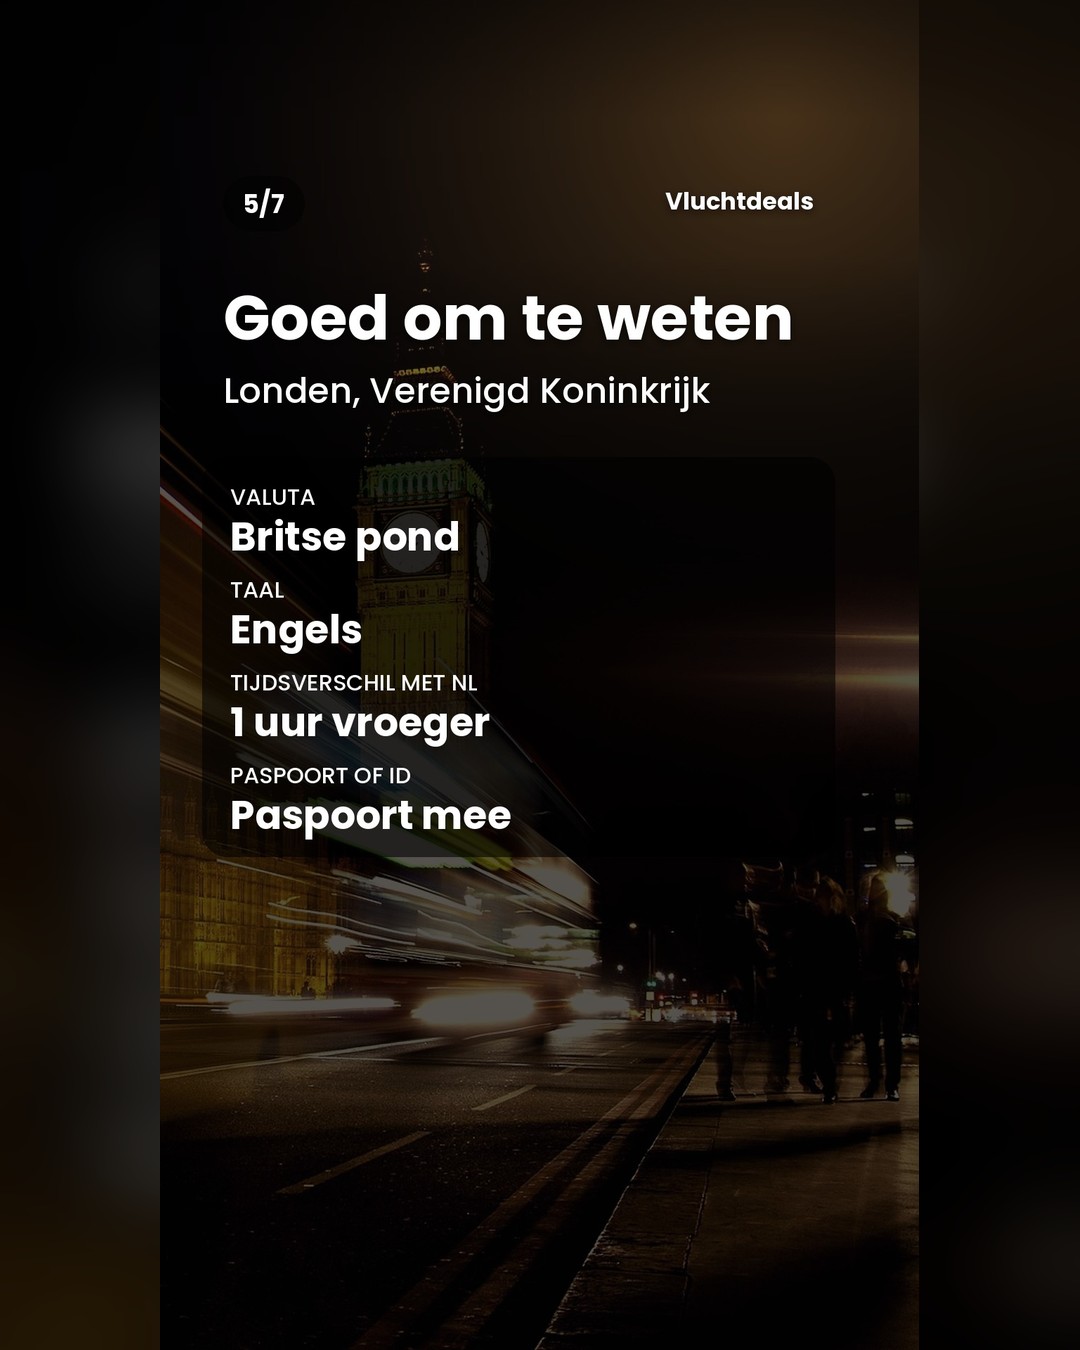 5/7
Vluchtdeals
Goed om te weten
Londen, Verenigd Koninkrijk
VALUTA
Britse pond
TAAL
Engels
TIJDSVERSCHIL MET NL
1 uur vroeger
PASPOORT OF ID
Paspoort mee